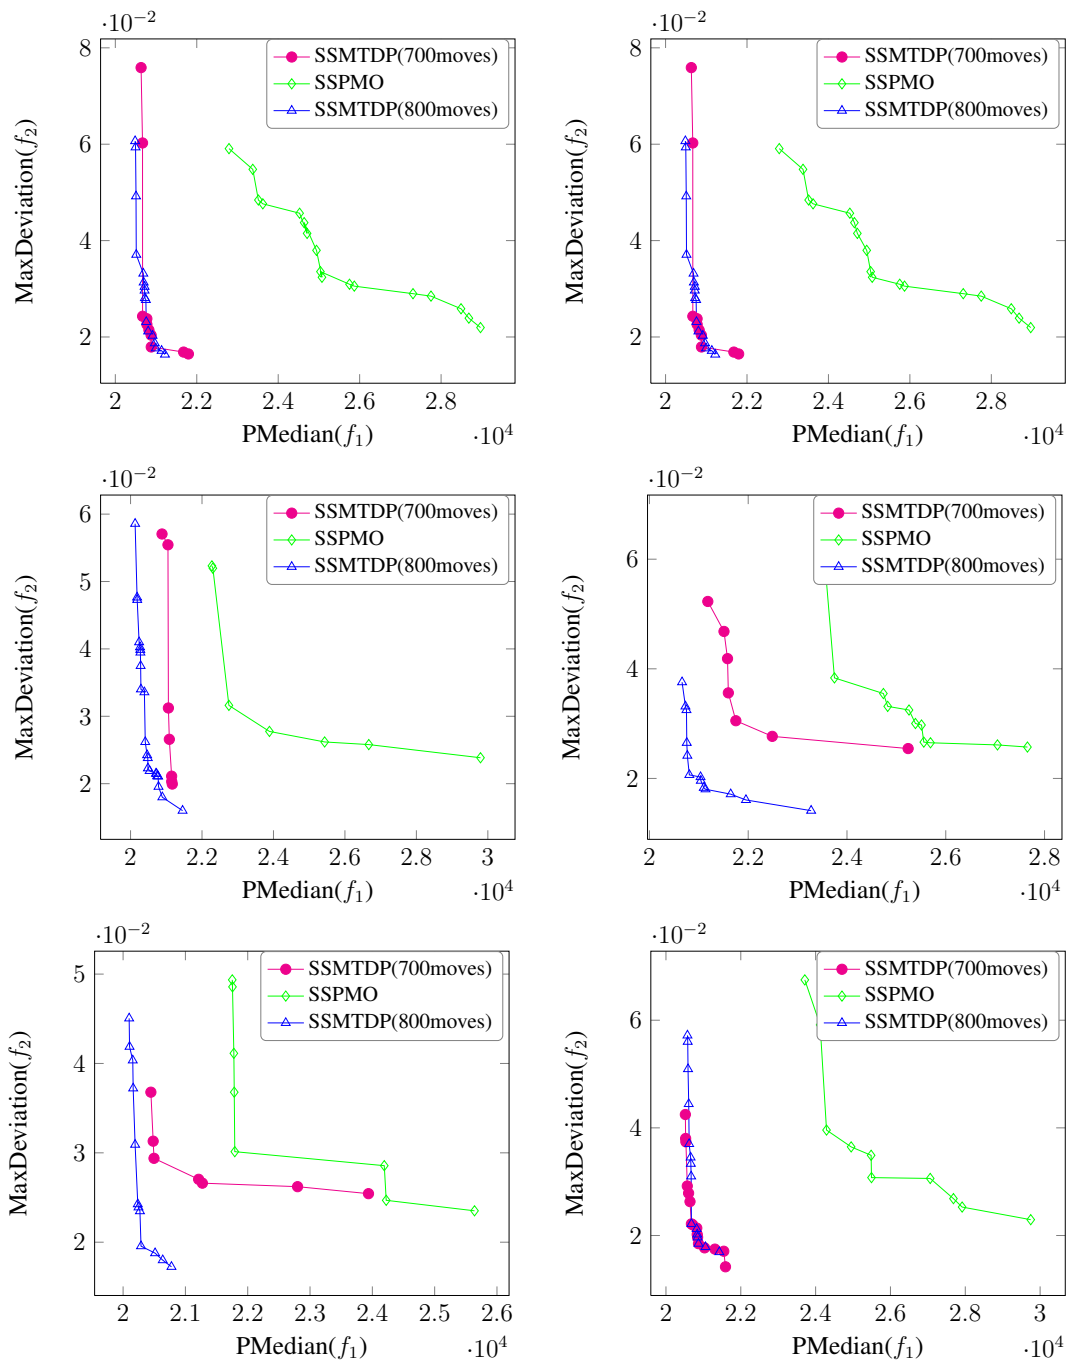 ·10⁻² ·10⁻²
8 SSMTDP(700moves) 8 SSMTDP(700moves)
SSPMO SSPMO
SSMTDP(800moves) SSMTDP(800moves)
6 6
MaxDeviation(f₂) MaxDeviation(f₂)
4 4
2 2
2 2.2 2.4 2.6 2.8 2 2.2 2.4 2.6 2.8
PMedian(f₁) ·10⁴ PMedian(f₁) ·10⁴
·10⁻² ·10⁻²
6 SSMTDP(700moves) SSMTDP(700moves)
SSPMO SSPMO
SSMTDP(800moves) 6 SSMTDP(800moves)
5
MaxDeviation(f₂) MaxDeviation(f₂)
4 4
3
2 2
2 2.2 2.4 2.6 2.8 3 2 2.2 2.4 2.6 2.8
PMedian(f₁) ·10⁴ PMedian(f₁) ·10⁴
·10⁻² ·10⁻²
5 SSMTDP(700moves) SSMTDP(700moves)
SSPMO SSPMO
SSMTDP(800moves) 6 SSMTDP(800moves)
4
MaxDeviation(f₂) MaxDeviation(f₂)
3 4
2 2
2 2.1 2.2 2.3 2.4 2.5 2.6 2 2.2 2.4 2.6 2.8 3
PMedian(f₁) ·10⁴ PMedian(f₁) ·10⁴